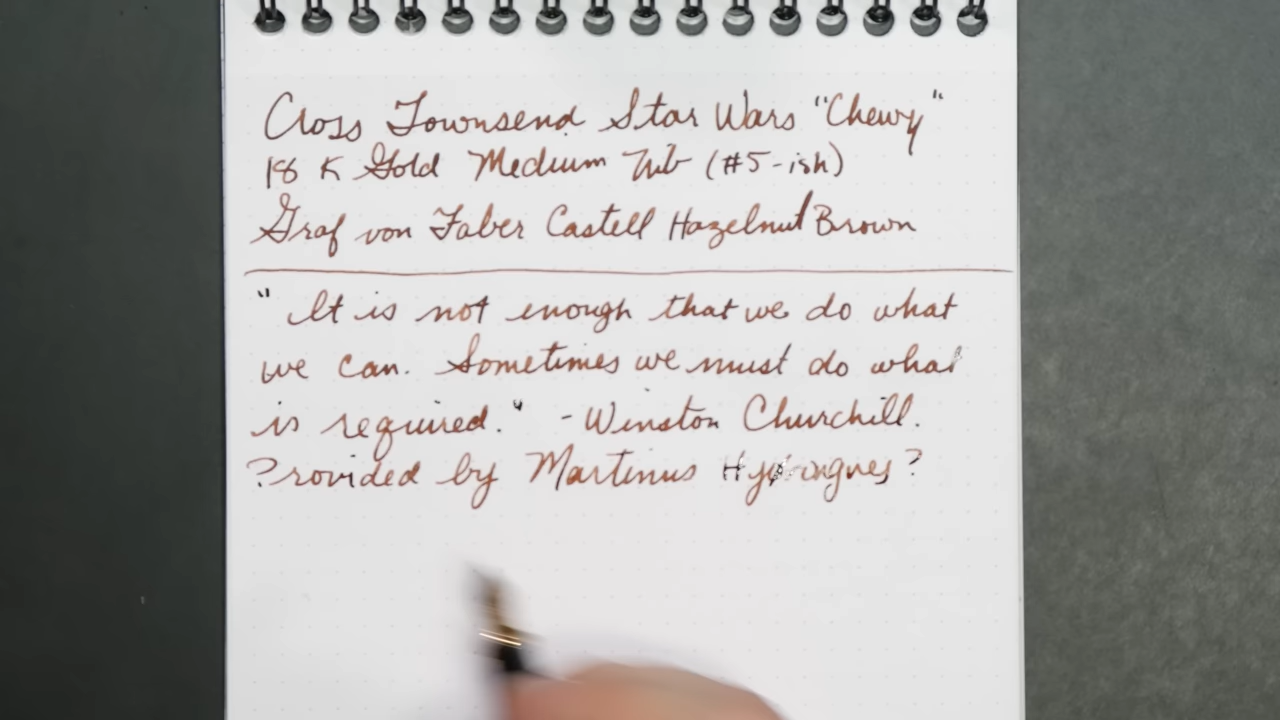 Cross Townsend Star Wars "Chewy"
18 K Gold Medium Nib (#5-ish)
Graf von Faber Castell Hazelnut Brown
" It is not enough that we do what
we can. Sometimes we must do what
is required." - Winston Churchill.
Provided by Martinus ?